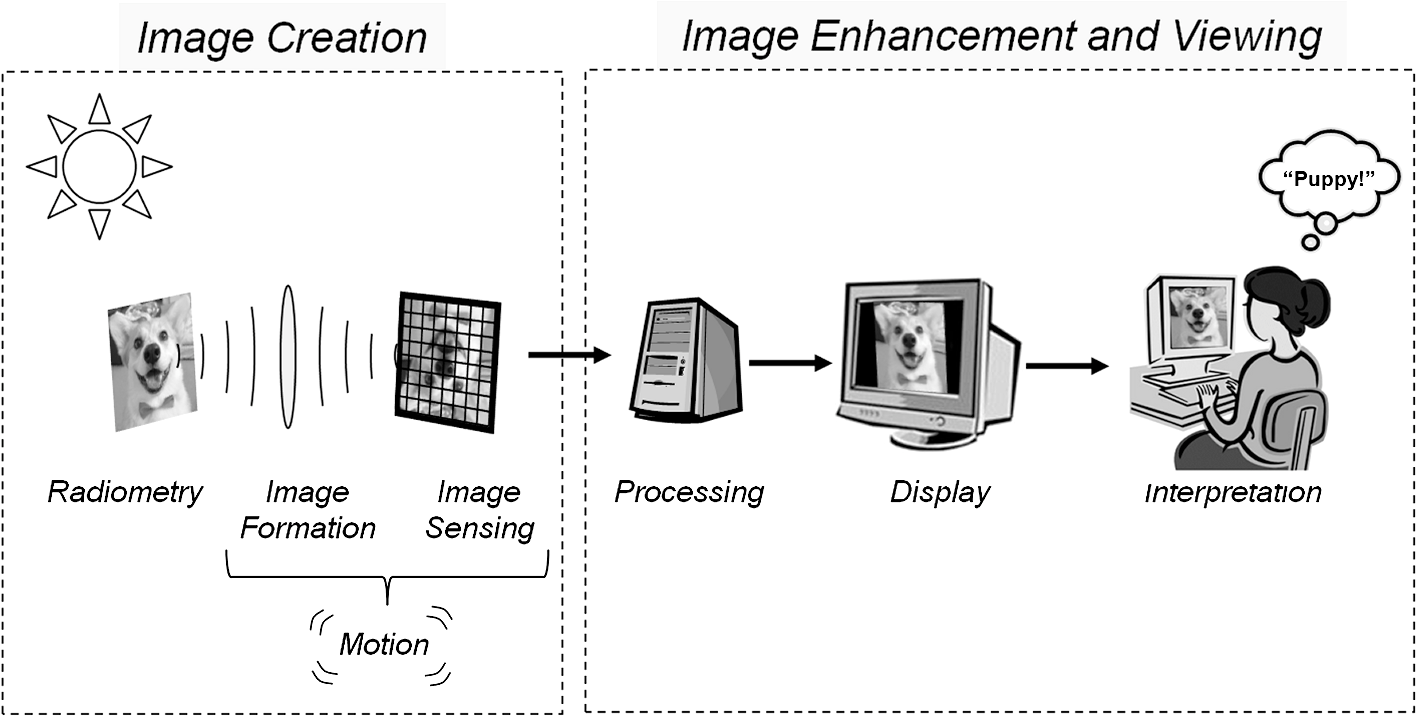 Image Creation
Image Enhancement and Viewing
“Puppy!”
Radiometry
Image
Formation
Image
Sensing
Processing
Display
Interpretation
Motion